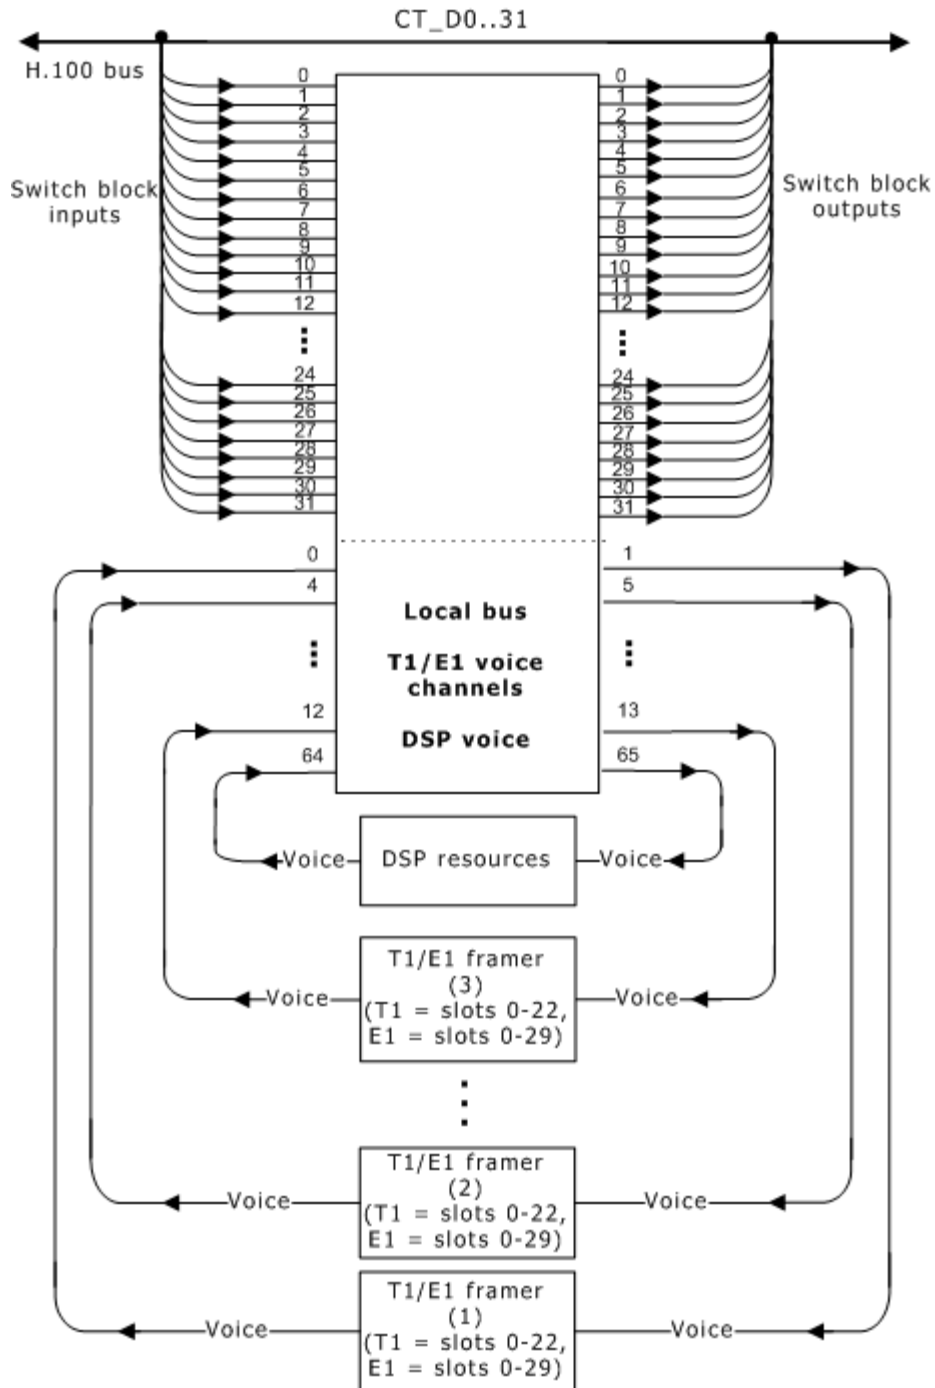 CT_D0..31
H.100 bus
Switch block
inputs
0
1
2
3
4
5
6
7
8
9
10
11
12
24
25
26
27
28
29
30
31
0
1
2
3
4
5
6
7
8
9
10
11
12
24
25
26
27
28
29
30
31
Switch block
outputs
0
4
12
64
Local bus
T1/E1 voice
channels
DSP voice
1
5
13
65
Voice
DSP resources
Voice
Voice
T1/E1 framer
(3)
(T1 = slots 0-22,
E1 = slots 0-29)
Voice
Voice
T1/E1 framer
(2)
(T1 = slots 0-22,
E1 = slots 0-29)
Voice
Voice
T1/E1 framer
(1)
(T1 = slots 0-22,
E1 = slots 0-29)
Voice